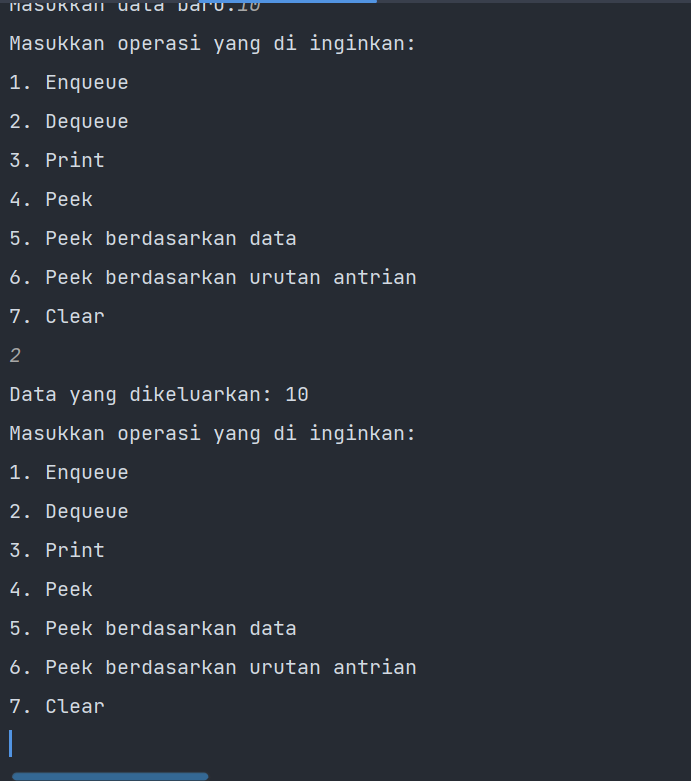 Masukkan data baru:10
Masukkan operasi yang di inginkan:
1. Enqueue
2. Dequeue
3. Print
4. Peek
5. Peek berdasarkan data
6. Peek berdasarkan urutan antrian
7. Clear
2
Data yang dikeluarkan: 10
Masukkan operasi yang di inginkan:
1. Enqueue
2. Dequeue
3. Print
4. Peek
5. Peek berdasarkan data
6. Peek berdasarkan urutan antrian
7. Clear